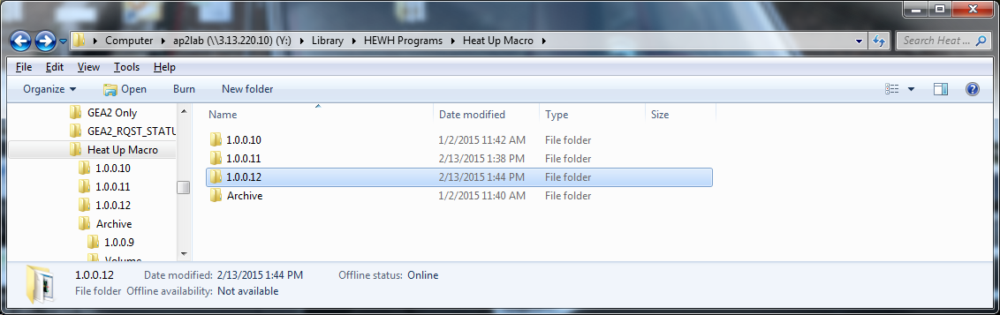 Computer ap2lab (\\3.13.220.10) (Y:) Library HEWH Programs Heat Up Macro Search Heat ...
File Edit View Tools Help
Organize Open Burn New folder
Name Date modified Type Size
GEA2 Only
GEA2_RQST_STATU
Heat Up Macro
1.0.0.10
1.0.0.11
1.0.0.12
Archive
1.0.0.9
Volume
1.0.0.10 1/2/2015 11:42 AM File folder
1.0.0.11 2/13/2015 1:38 PM File folder
1.0.0.12 2/13/2015 1:44 PM File folder
Archive 1/2/2015 11:40 AM File folder
1.0.0.12 Date modified: 2/13/2015 1:44 PM Offline status: Online
File folder Offline availability: Not available